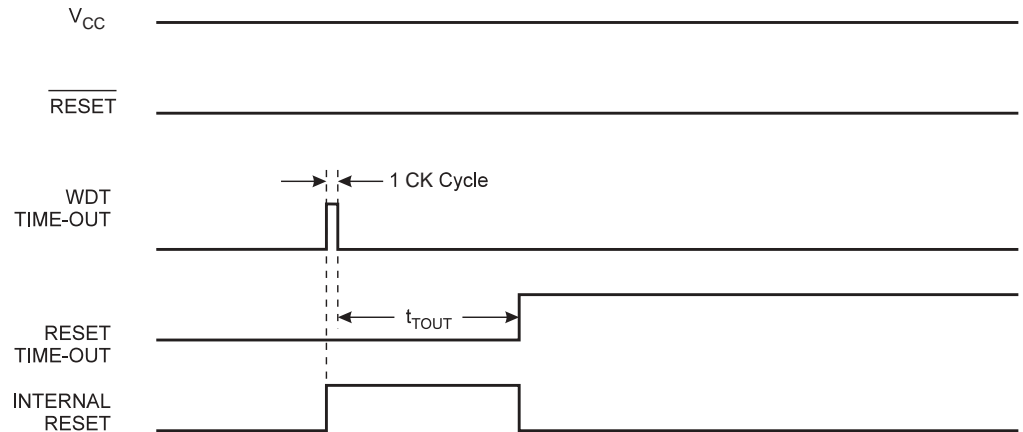 VCC
RESET
1 CK Cycle
WDT
TIME-OUT
tTOUT
RESET
TIME-OUT
INTERNAL
RESET